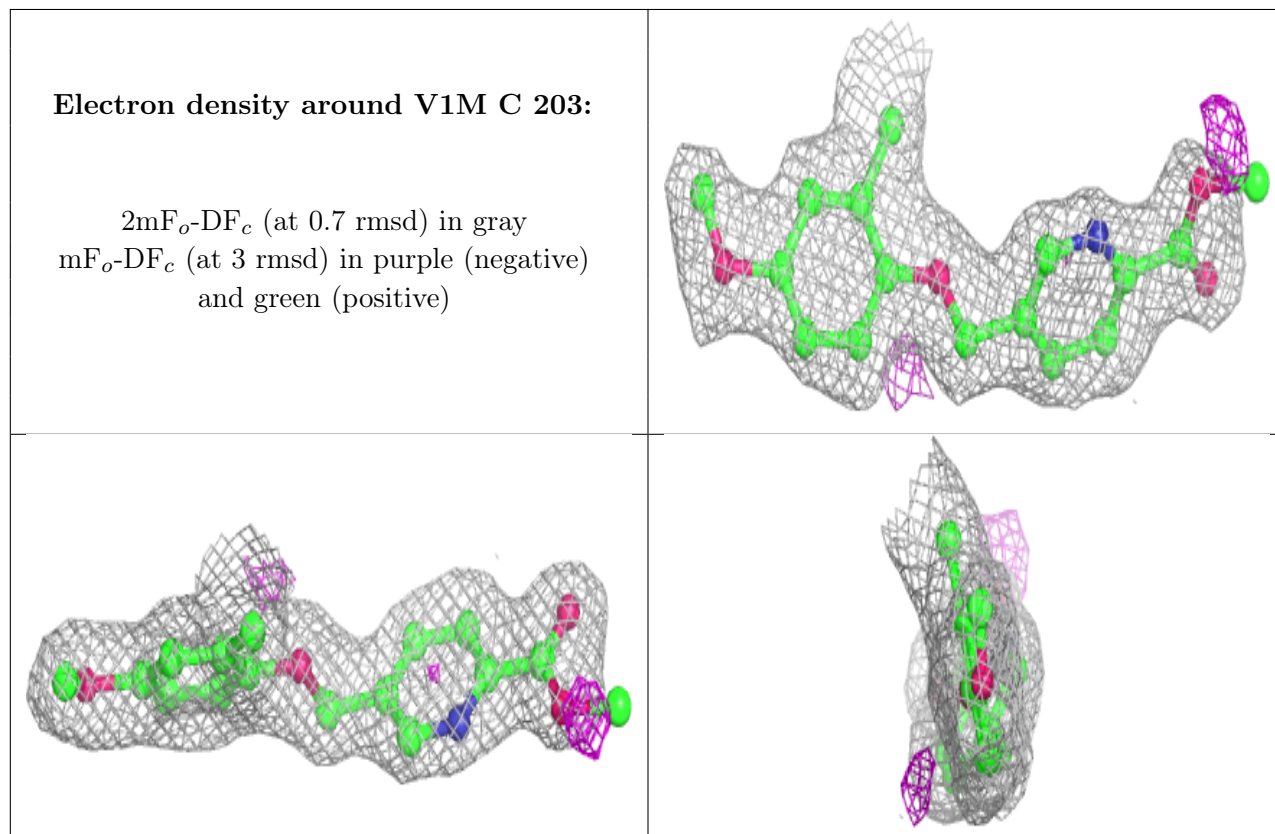 Electron density around V1M C 203:
2mFo-DFc (at 0.7 rmsd) in gray
mFo-DFc (at 3 rmsd) in purple (negative)
and green (positive)